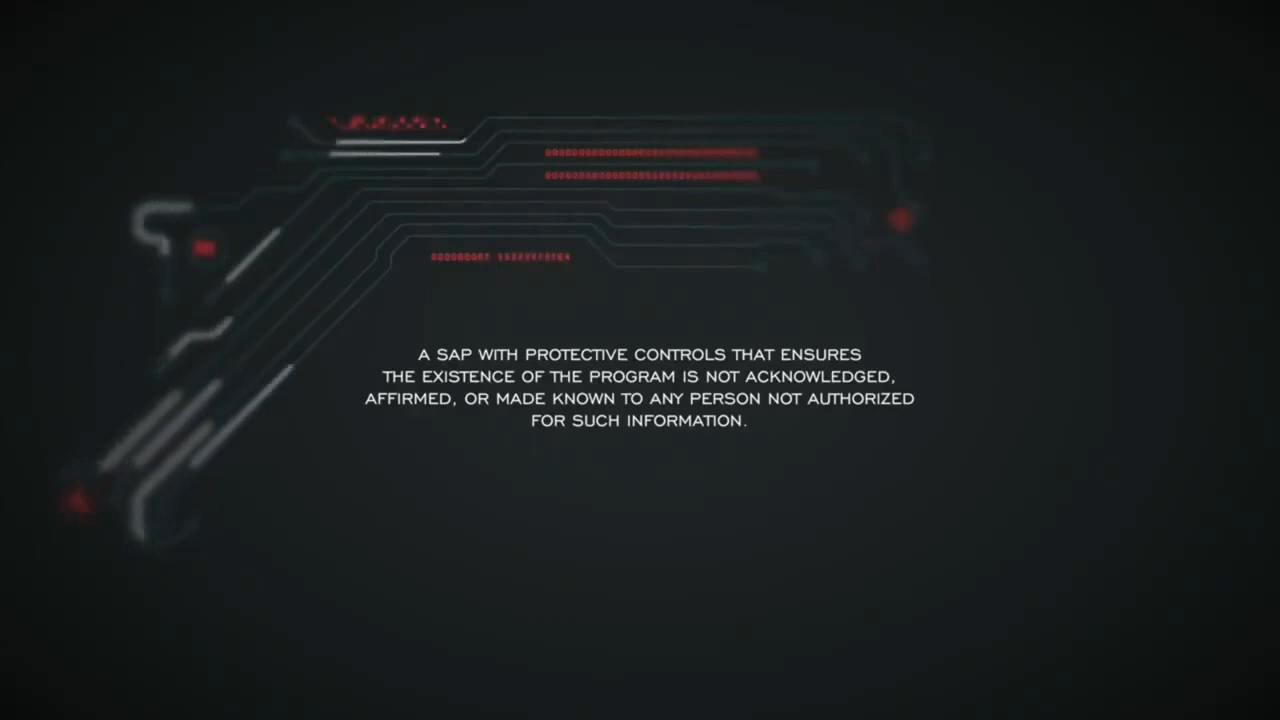 A SAP WITH PROTECTIVE CONTROLS THAT ENSURES
THE EXISTENCE OF THE PROGRAM IS NOT ACKNOWLEDGED,
AFFIRMED, OR MADE KNOWN TO ANY PERSON NOT AUTHORIZED
FOR SUCH INFORMATION.